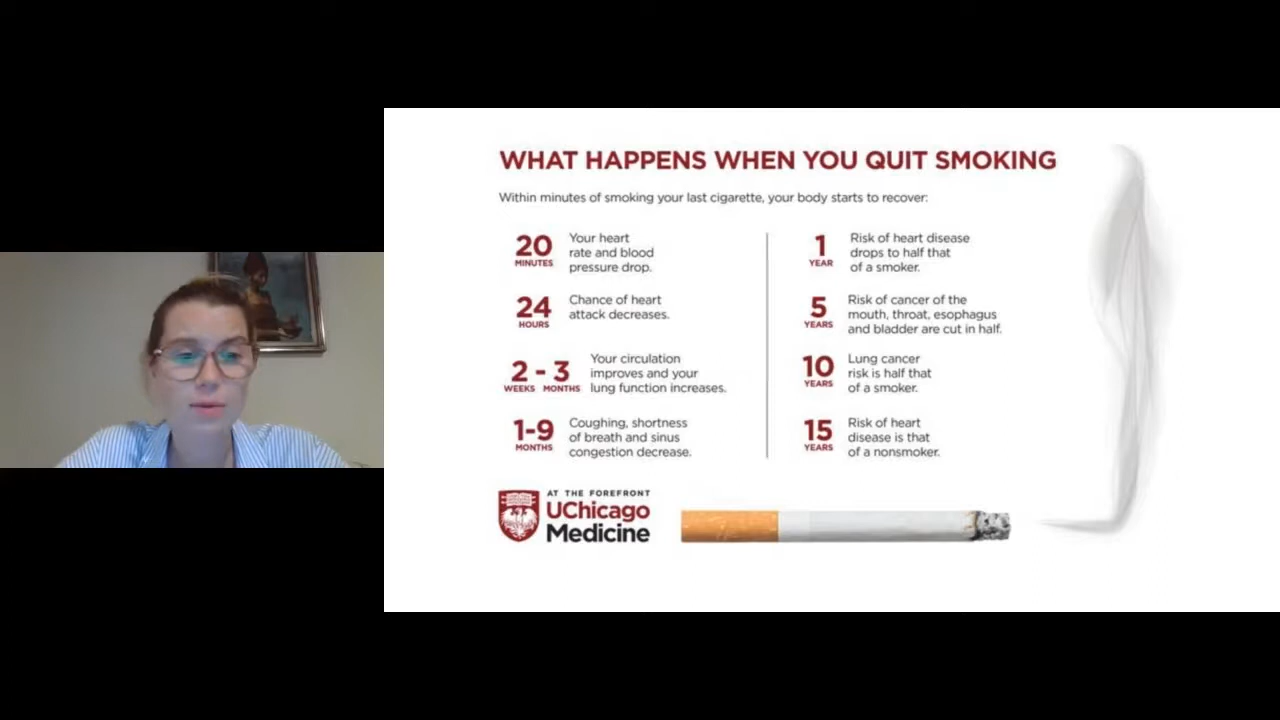 WHAT HAPPENS WHEN YOU QUIT SMOKING
Within minutes of smoking your last cigarette, your body starts to recover:
20
MINUTES
Your heart
rate and blood
pressure drop.
24
HOURS
Chance of heart
attack decreases.
2 - 3
WEEKS MONTHS
Your circulation
improves and your
lung function increases.
1-9
MONTHS
Coughing, shortness
of breath and sinus
congestion decrease.
1
YEAR
Risk of heart disease
drops to half that
of a smoker.
5
YEARS
Risk of cancer of the
mouth, throat, esophagus
and bladder are cut in half.
10
YEARS
Lung cancer
risk is half that
of a smoker.
15
YEARS
Risk of heart
disease is that
of a nonsmoker.
AT THE FOREFRONT
UChicago
Medicine